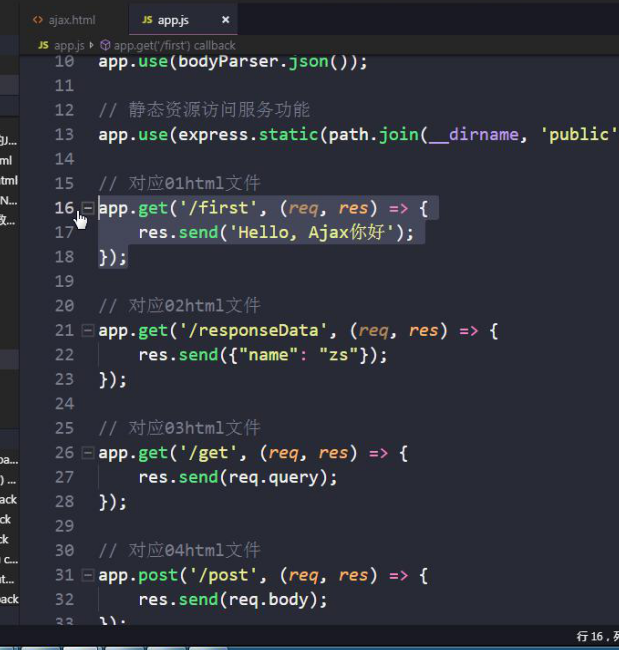 <> ajax.html
JS app.js ×
JS app.js app.get('/first') callback
10 app.use(bodyParser.json());
11
12 // 静态资源访问服务功能
13 app.use(express.static(path.join(__dirname, 'public'
14
15 // 对应01html文件
16 app.get('/first', (req, res) => {
17 res.send('Hello, Ajax你好');
18 });
19
20 // 对应02html文件
21 app.get('/responseData', (req, res) => {
22 res.send({"name": "zs"});
23 });
24
25 // 对应03html文件
26 app.get('/get', (req, res) => {
27 res.send(req.query);
28 });
29
30 // 对应04html文件
31 app.post('/post', (req, res) => {
32 res.send(req.body);
33 });
行 16，列